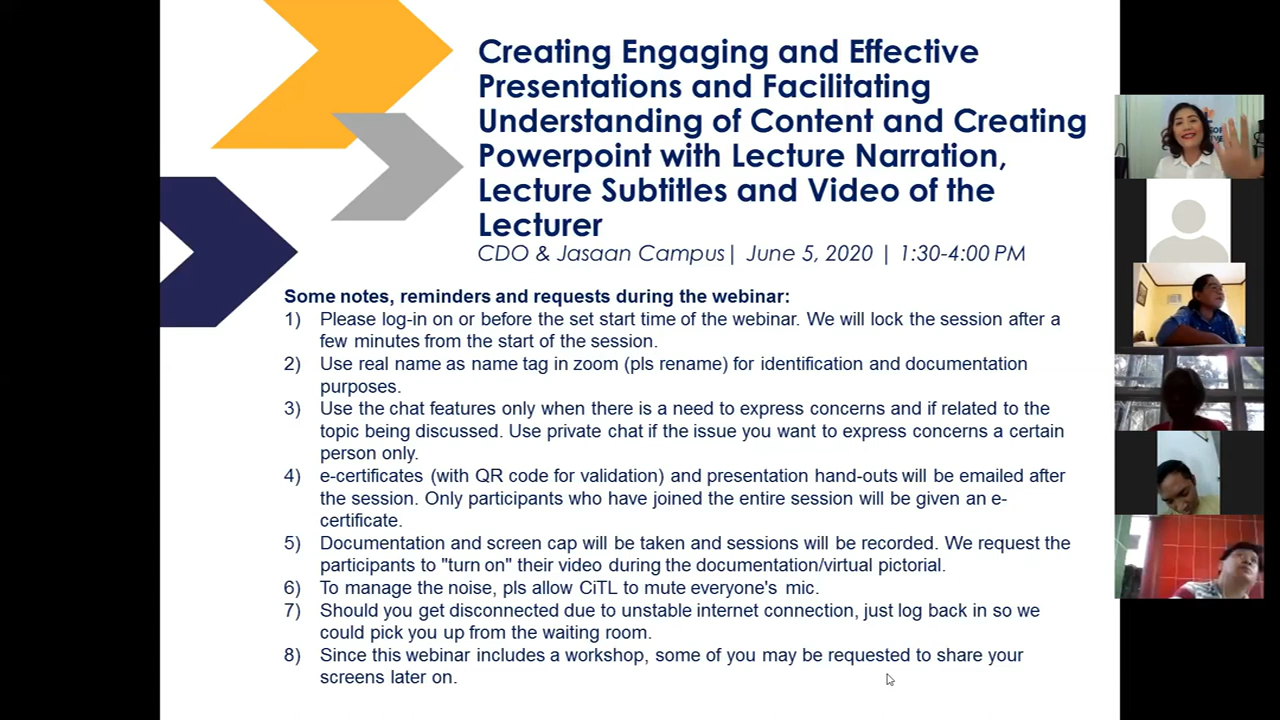 Creating Engaging and Effective
Presentations and Facilitating
Understanding of Content and Creating
Powerpoint with Lecture Narration,
Lecture Subtitles and Video of the
Lecturer
CDO & Jasaan Campus| June 5, 2020 | 1:30-4:00 PM
Some notes, reminders and requests during the webinar:
1) Please log-in on or before the set start time of the webinar. We will lock the session after a
few minutes from the start of the session.
2) Use real name as name tag in zoom (pls rename) for identification and documentation
purposes.
3) Use the chat features only when there is a need to express concerns and if related to the
topic being discussed. Use private chat if the issue you want to express concerns a certain
person only.
4) e-certificates (with QR code for validation) and presentation hand-outs will be emailed after
the session. Only participants who have joined the entire session will be given an e-
certificate.
5) Documentation and screen cap will be taken and sessions will be recorded. We request the
participants to "turn on" their video during the documentation/virtual pictorial.
6) To manage the noise, pls allow CiTL to mute everyone's mic.
7) Should you get disconnected due to unstable internet connection, just log back in so we
could pick you up from the waiting room.
8) Since this webinar includes a workshop, some of you may be requested to share your
screens later on.